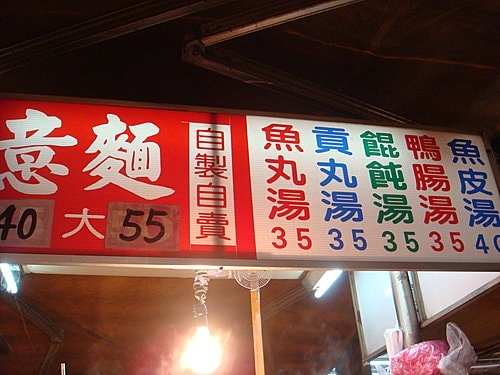 意麵
40 大 55
自製自賣
魚丸湯 35
貢丸湯 35
餛飩湯 35
鴨腸湯 35
魚皮湯 40